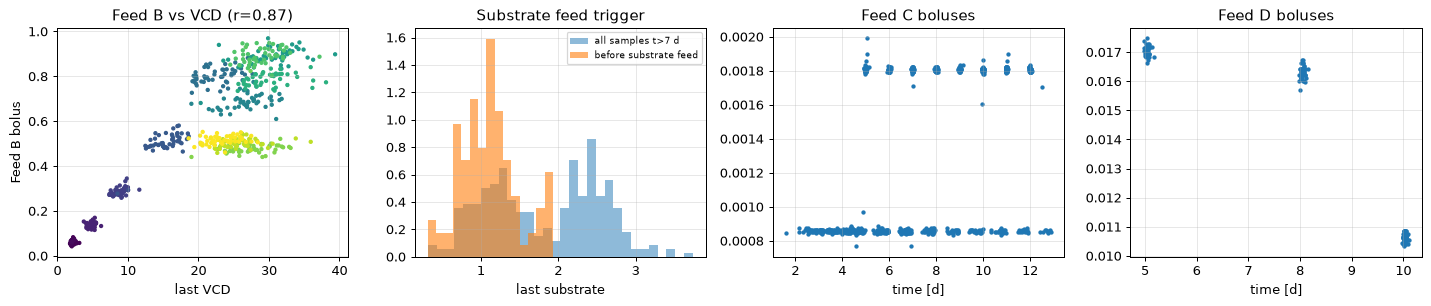 Feed B vs VCD (r=0.87)
Feed B bolus
1.0
0.8
0.6
0.4
0.2
0.0
0 10 20 30 40
last VCD
Substrate feed trigger
all samples t>7 d
before substrate feed
1.6
1.4
1.2
1.0
0.8
0.6
0.4
0.2
0.0
1 2 3
last substrate
Feed C boluses
0.0020
0.0018
0.0016
0.0014
0.0012
0.0010
0.0008
2 4 6 8 10 12
time [d]
Feed D boluses
0.017
0.016
0.015
0.014
0.013
0.012
0.011
0.010
5 6 7 8 9 10
time [d]